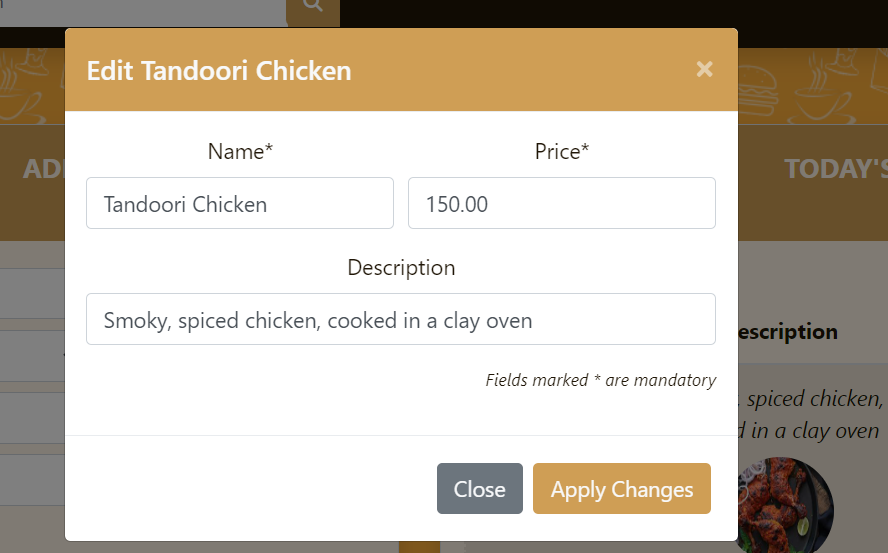 Edit Tandoori Chicken ×
Name* Price*
Tandoori Chicken 150.00
Description
Smoky, spiced chicken, cooked in a clay oven
Fields marked * are mandatory
Close Apply Changes
TODAY'S
escription
spiced chicken,
in a clay oven